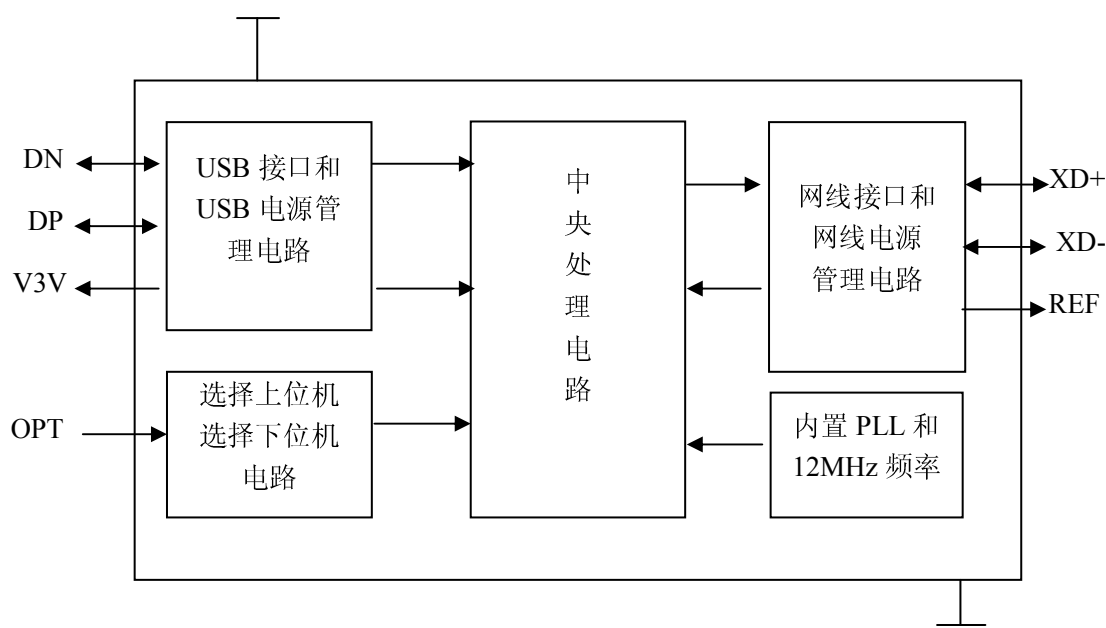 DN
DP
V3V
OPT
USB 接口和
USB 电源管
理电路
选择上位机
选择下位机
电路
中
央
处
理
电
路
网线接口和
网线电源
管理电路
内置 PLL 和
12MHz 频率
XD+
XD-
REF